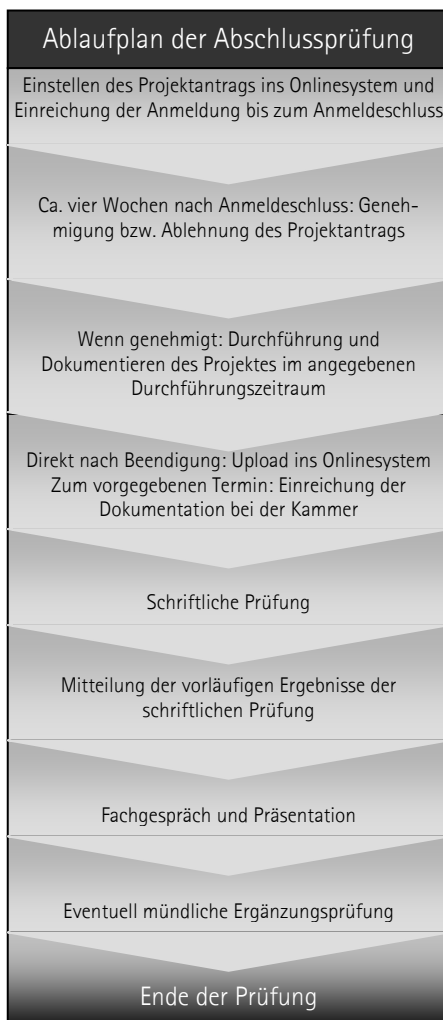 Ablaufplan der Abschlussprüfung
Einstellen des Projektantrags ins Onlinesystem und
Einreichung der Anmeldung bis zum Anmeldeschluss
Ca. vier Wochen nach Anmeldeschluss: Geneh-
migung bzw. Ablehnung des Projektantrags
Wenn genehmigt: Durchführung und
Dokumentieren des Projektes im angegebenen
Durchführungszeitraum
Direkt nach Beendigung: Upload ins Onlinesystem
Zum vorgegebenen Termin: Einreichung der
Dokumentation bei der Kammer
Schriftliche Prüfung
Mitteilung der vorläufigen Ergebnisse der
schriftlichen Prüfung
Fachgespräch und Präsentation
Eventuell mündliche Ergänzungsprüfung
Ende der Prüfung